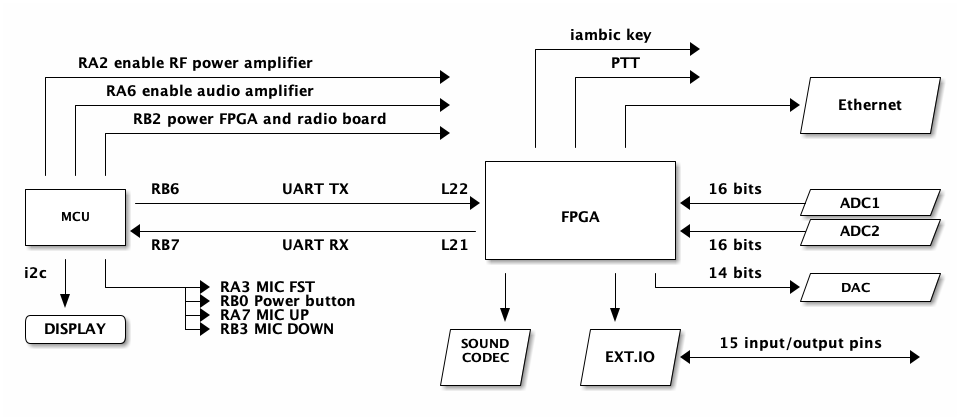 iambic key
RA2 enable RF power amplifier
PTT
RA6 enable audio amplifier
Ethernet
RB2 power FPGA and radio board
RB6 UART TX L22
16 bits
ADC1
MCU
FPGA
ADC2
RB7 UART RX L21
16 bits
i2c
14 bits
RA3 MIC FST
DAC
RB0 Power button
RA7 MIC UP
DISPLAY
RB3 MIC DOWN
SOUND
CODEC
EXT.IO
15 input/output pins